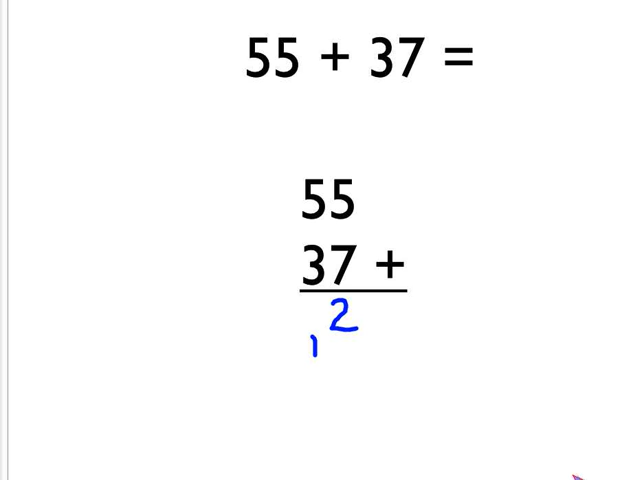 55 + 37 =
55
37 +
2
1